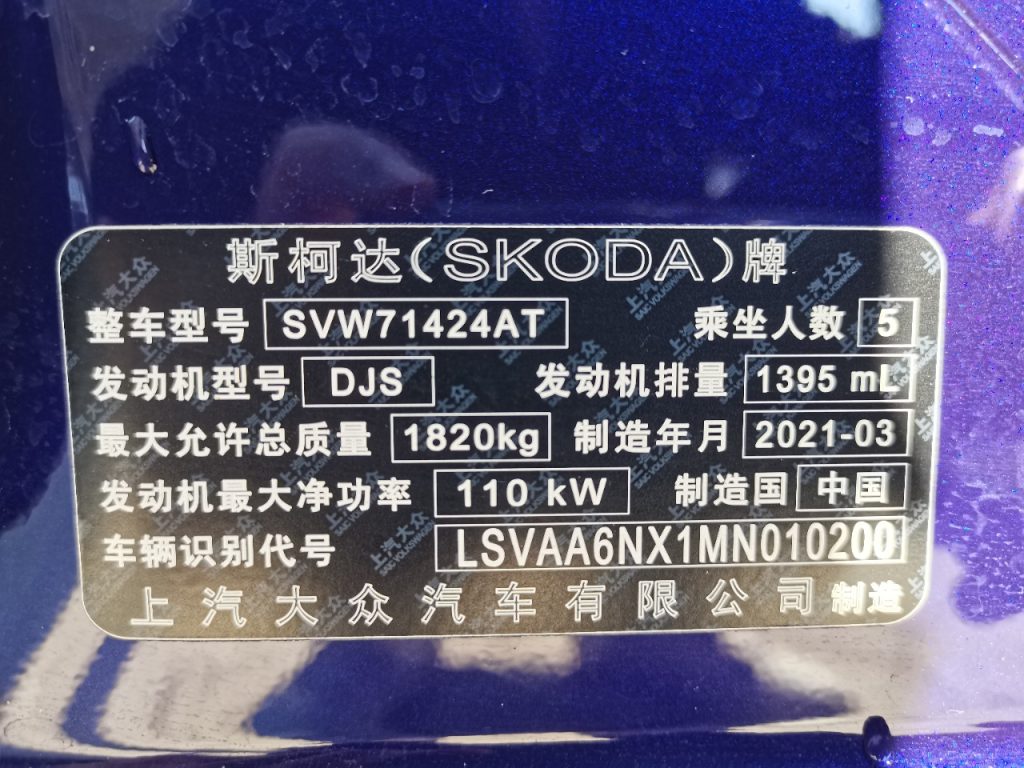 斯柯达(SKODA)牌
整车型号 SVW71424AT 乘坐人数 5
发动机型号 DJS 发动机排量 1395 mL
最大允许总质量 1820kg 制造年月 2021-03
发动机最大净功率 110 kW 制造国 中国
车辆识别代号 LSVAA6NX1MN010200
上汽大众汽车有限公司 制造